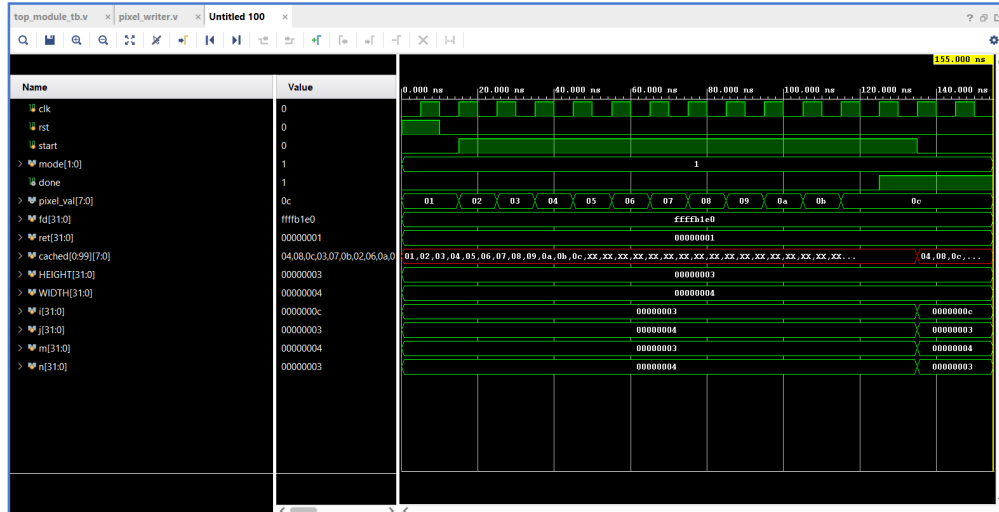 top_module_tb.v × pixel_writer.v × Untitled 100 ×
155.000 ns
Name Value
0.000 ns 20.000 ns 40.000 ns 60.000 ns 80.000 ns 100.000 ns 120.000 ns 140.000 ns
clk 0
rst 0
start 0
mode[1:0] 1 1
done 1
pixel_val[7:0] 0c 01 02 03 04 05 06 07 08 09 0a 0b 0c
fd[31:0] ffffb1e0 ffffb1e0
ret[31:0] 00000001 00000001
cached[0:99][7:0] 04,08,0c,03,07,0b,02,06,0a,0 01,02,03,04,05,06,07,08,09,0a,0b,0c,XX,XX,XX,XX,XX,XX,XX,XX,XX,XX,XX,XX,XX,XX,XX... 04,08,0c,...
HEIGHT[31:0] 00000003 00000003
WIDTH[31:0] 00000004 00000004
i[31:0] 0000000c 00000003 0000000c
j[31:0] 00000003 00000004 00000003
m[31:0] 00000004 00000003 00000004
n[31:0] 00000003 00000004 00000003